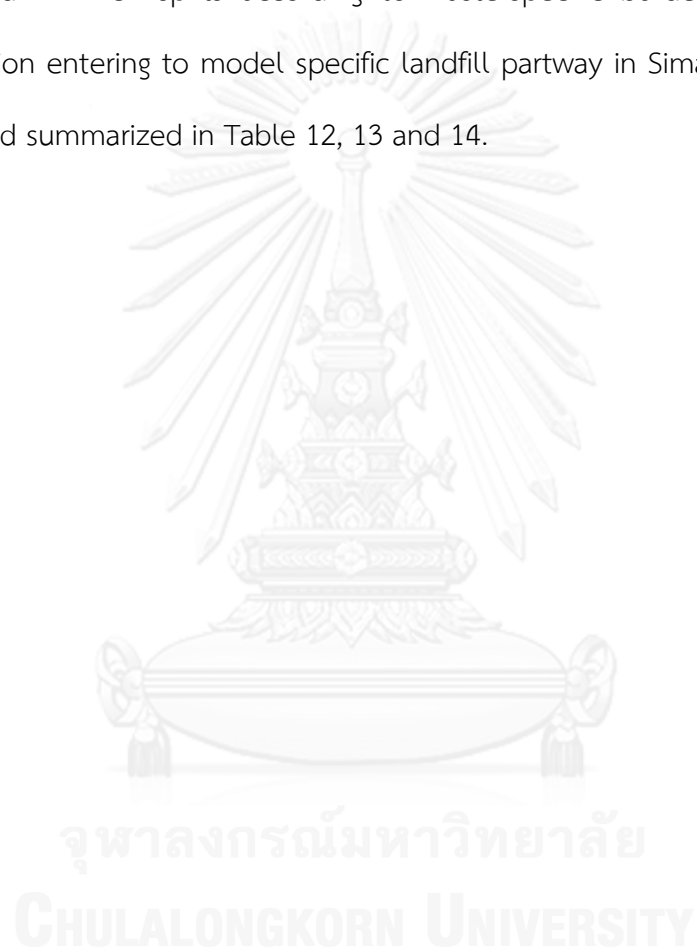 ion entering to model specific landfill partway in Sima
d summarized in Table 12, 13 and 14.
จุฬาลงกรณ์มหาวิทยาลัย
CHULALONGKORN UNIVERSITY